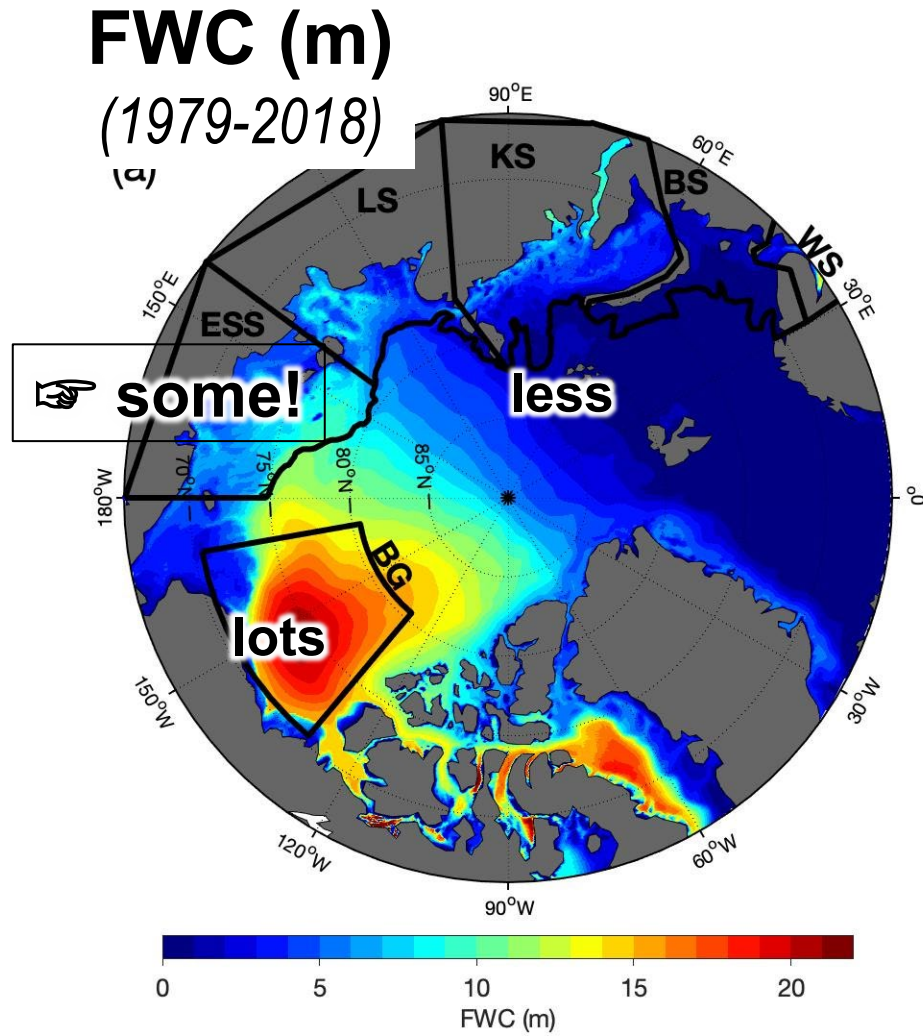 FWC (m)
(1979-2018)
(a)
90°E
60°E
KS
BS
LS
WS
30°E
150°E
ESS
☞ some!
less
70°N
75°N
80°N
85°N
180°W
0°
BG
lots
150°W
30°W
120°W
60°W
90°W
0 5 10 15 20
FWC (m)